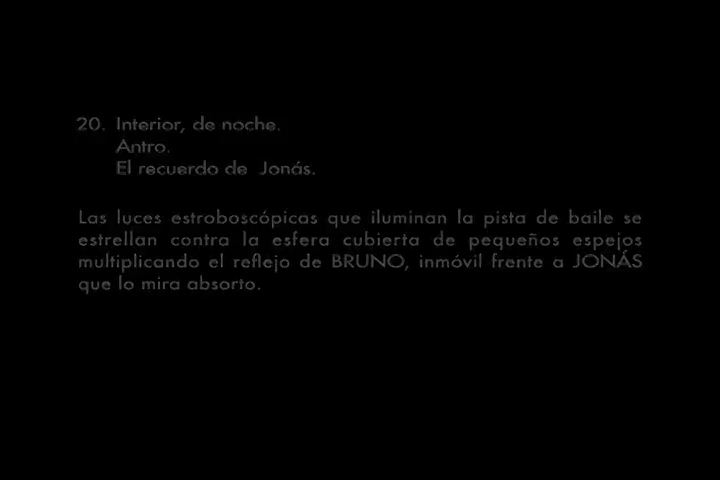 20. Interior, de noche.
Antro.
El recuerdo de Jonás.
Las luces estroboscópicas que iluminan la pista de baile se
estrellan contra la esfera cubierta de pequeños espejos
multiplicando el reflejo de BRUNO, inmóvil frente a JONÁS
que lo mira absorto.